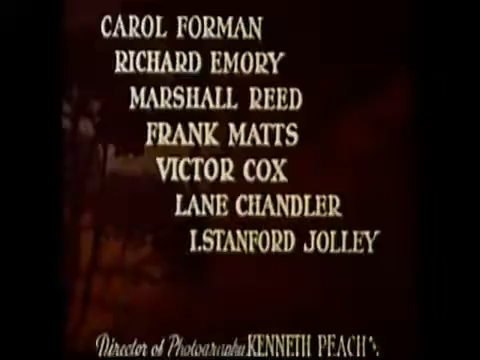 CAROL FORMAN
RICHARD EMORY
MARSHALL REED
FRANK MATTS
VICTOR COX
LANE CHANDLER
I. STANFORD JOLLEY
Director of Photography KENNETH PEACH